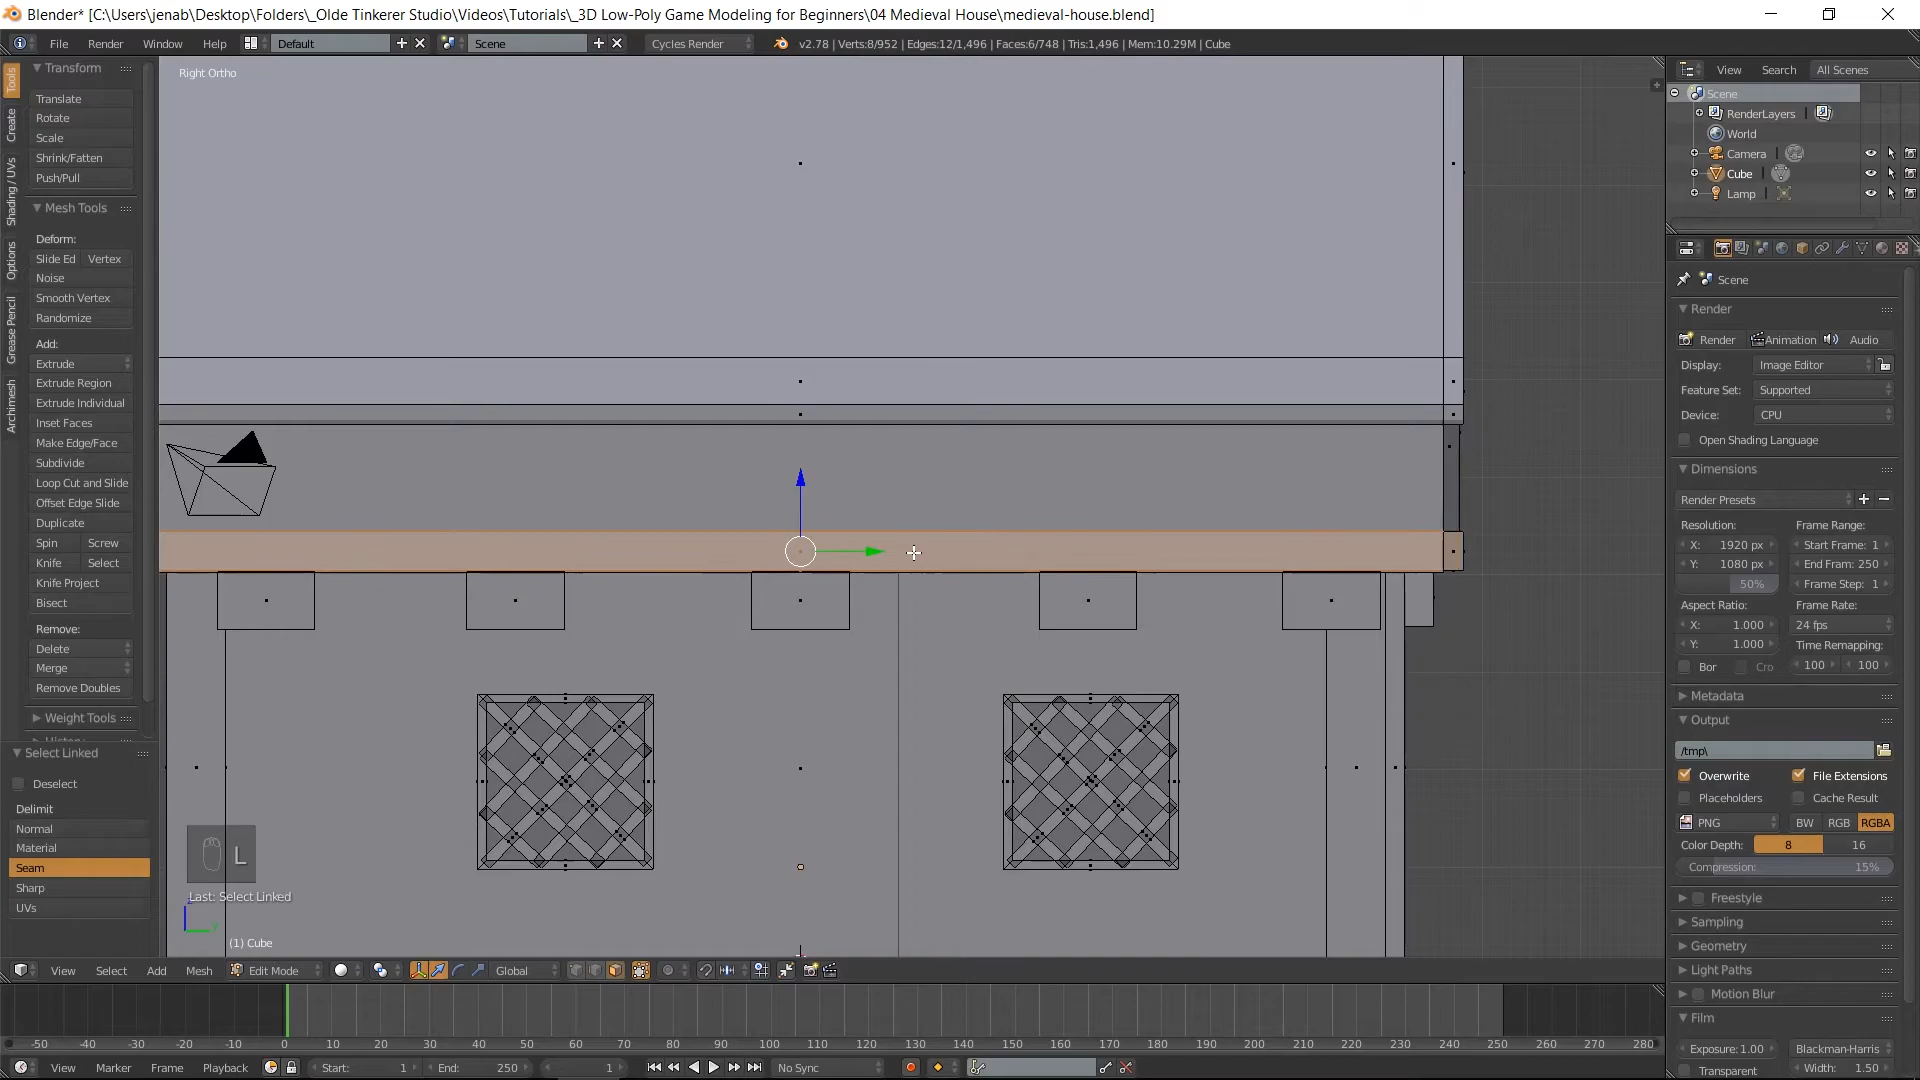 Blender* [C:\Users\jenab\Desktop\Folders\_Olde Tinkerer Studio\Videos\Tutorials\_3D Low-Poly Game Modeling for Beginners\04 Medieval House\medieval-house.blend]
File Render Window Help Default Scene Cycles Render v2.78 | Verts:8/952 | Edges:12/1,496 | Faces:6/748 | Tris:1,496 | Mem:10.29M | Cube
Tools
Create
Shading / UVs
Options
Grease Pencil
Archimesh
Transform
Translate
Rotate
Scale
Shrink/Fatten
Push/Pull
Mesh Tools
Deform:
Slide Ed Vertex
Noise
Smooth Vertex
Randomize
Add:
Extrude
Extrude Region
Extrude Individual
Inset Faces
Make Edge/Face
Subdivide
Loop Cut and Slide
Offset Edge Slide
Duplicate
Spin Screw
Knife Select
Knife Project
Bisect
Remove:
Delete
Merge
Remove Doubles
Weight Tools
Select Linked
Deselect
Delimit
Normal
Material
Seam
Sharp
UVs
Right Ortho
L
Last: Select Linked
(1) Cube
View Select Add Mesh Edit Mode Global
View Search All Scenes
Scene
RenderLayers
World
Camera
Cube
Lamp
Scene
Render
Render Animation Audio
Display: Image Editor
Feature Set: Supported
Device: CPU
Open Shading Language
Dimensions
Render Presets
Resolution: Frame Range:
X: 1920 px Start Frame: 1
Y: 1080 px End Fram: 250
50% Frame Step: 1
Aspect Ratio: Frame Rate:
X: 1.000 24 fps
Y: 1.000 Time Remapping:
Bor Cro 100 100
Metadata
Output
/tmp\
Overwrite File Extensions
Placeholders Cache Result
PNG BW RGB RGBA
Color Depth: 8 16
Compression: 15%
Freestyle
Sampling
Geometry
Light Paths
Motion Blur
Film
Exposure: 1.00 Blackman-Harris
Transparent Width: 1.50
-50 -40 -30 -20 -10 0 10 20 30 40 50 60 70 80 90 100 110 120 130 140 150 160 170 180 190 200 210 220 230 240 250 260 270 280
View Marker Frame Playback Start: 1 End: 250 1 No Sync